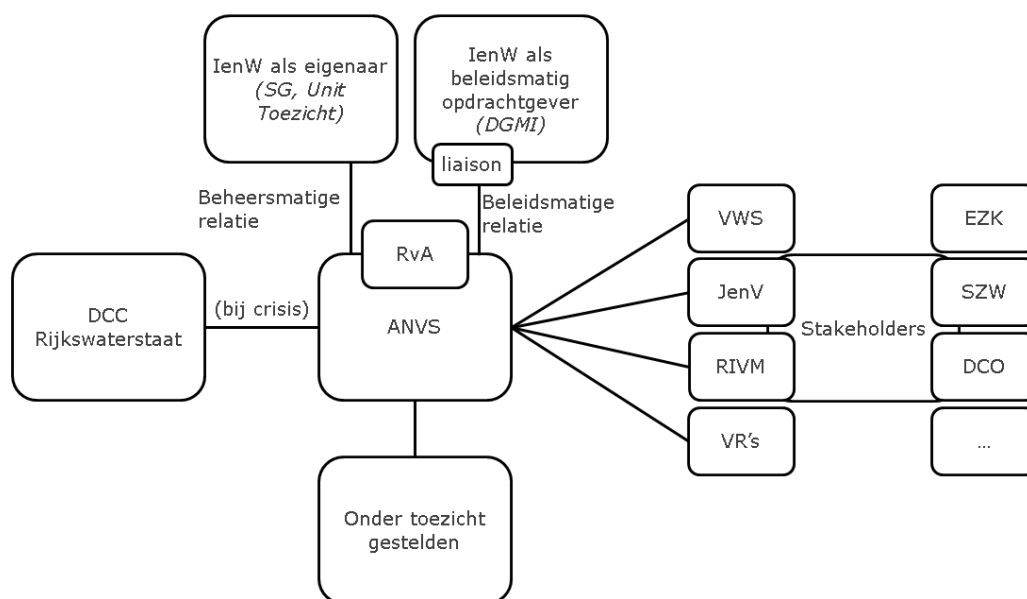 IenW als eigenaar
(SG, Unit
Toezicht)
IenW als
beleidsmatig
opdrachtgever
(DGMI)
liaison
Beheersmatige
relatie
Beleidsmatige
relatie
RvA
ANVS
DCC
Rijkswaterstaat
(bij crisis)
Onder toezicht
gestelden
VWS
EZK
JenV
SZW
Stakeholders
RIVM
DCO
VR's
...